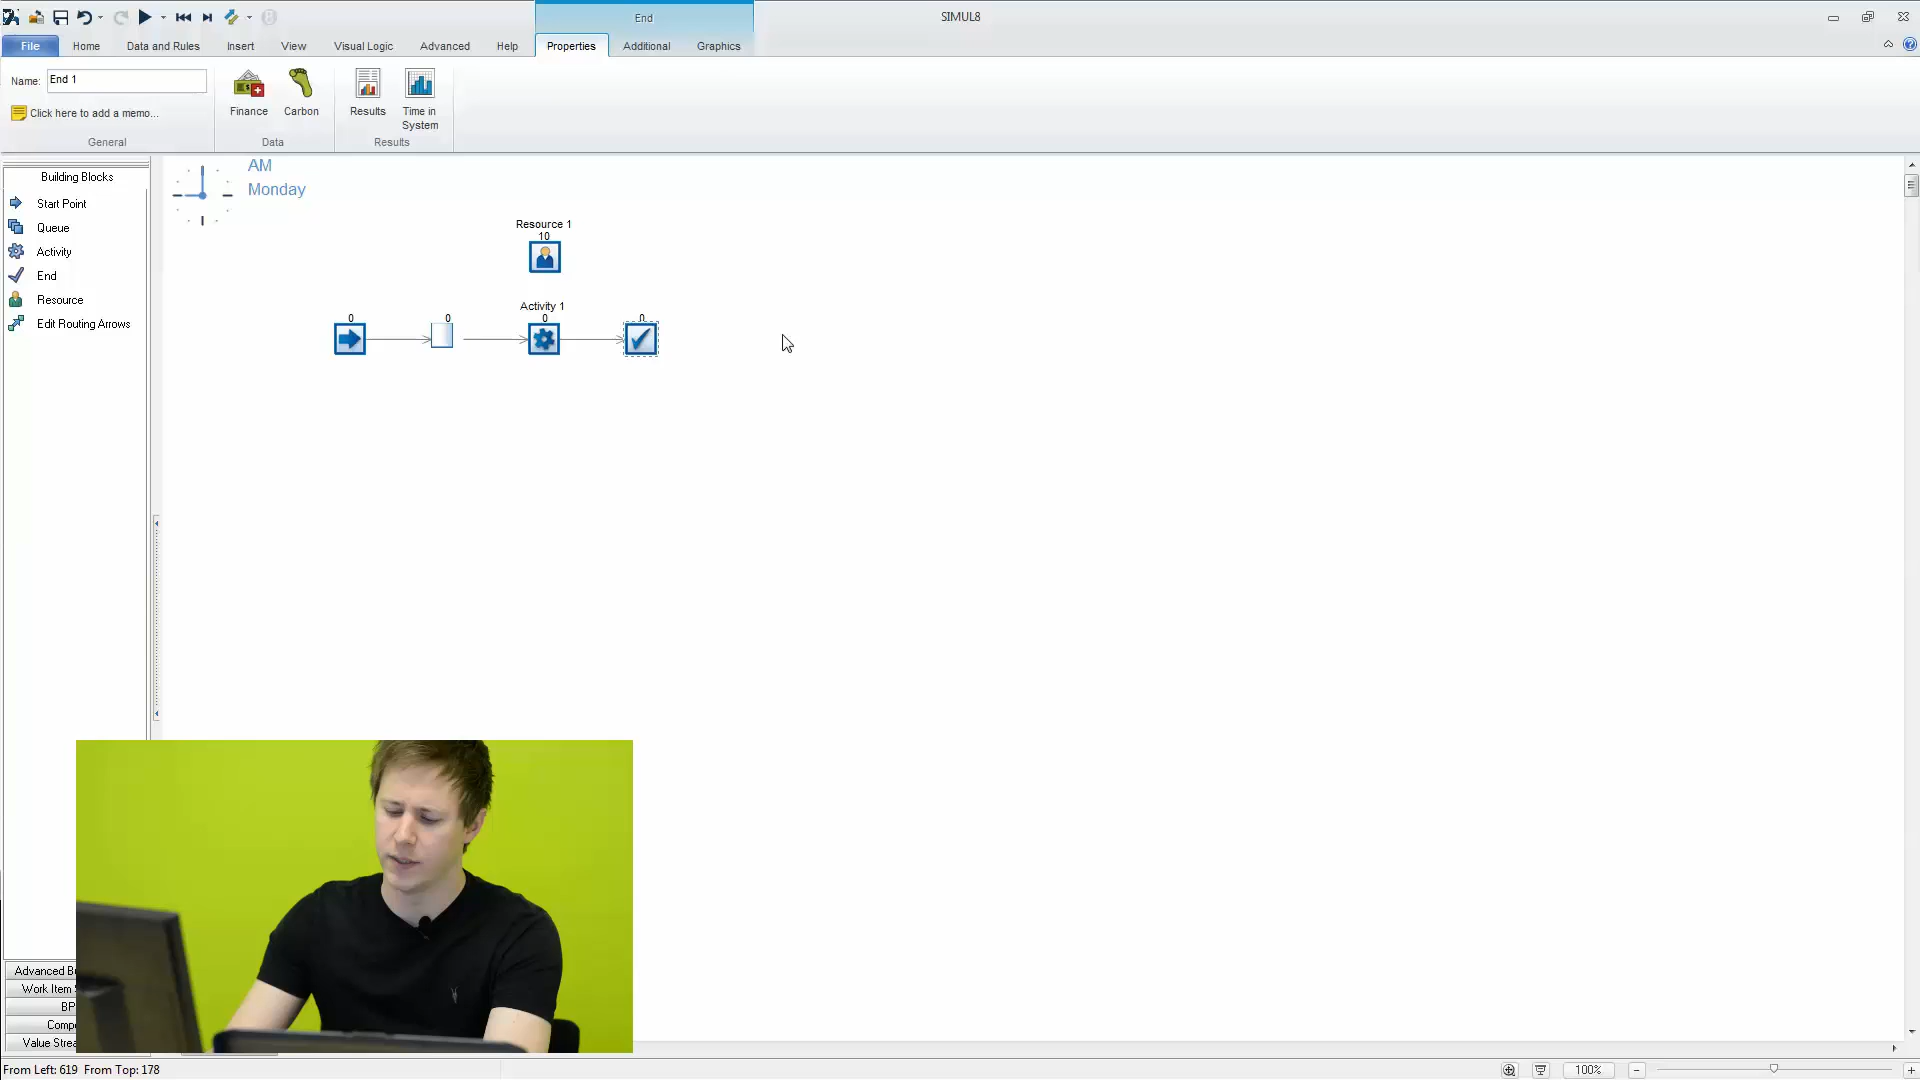 End
SIMUL8
File
Home
Data and Rules
Insert
View
Visual Logic
Advanced
Help
Properties
Additional
Graphics
Name:
End 1
Click here to add a memo...
General
Finance
Carbon
Data
Results
Time in
System
Results
Building Blocks
Start Point
Queue
Activity
End
Resource
Edit Routing Arrows
AM
Monday
Resource 1
10
Activity 1
0
0
0
0
Advanced
Work Item
BP
Value
From Left: 619 From Top: 178
100%